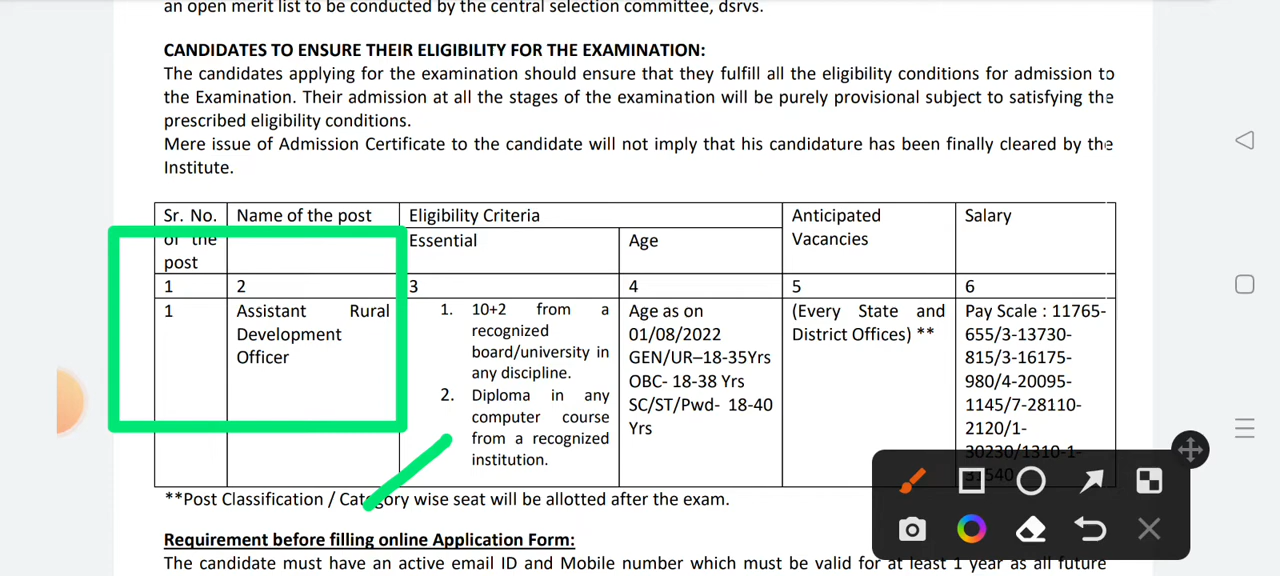 an open merit list to be conducted by the central selection committee, dsrvs.
CANDIDATES TO ENSURE THEIR ELIGIBILITY FOR THE EXAMINATION:
The candidates applying for the examination should ensure that they fulfill all the eligibility conditions for admission to
the Examination. Their admission at all the stages of the examination will be purely provisional subject to satisfying the
prescribed eligibility conditions.
Mere issue of Admission Certificate to the candidate will not imply that his candidature has been finally cleared by the
Institute.
Sr. No.
of the
post
Name of the post
Eligibility Criteria
Essential
Age
Anticipated
Vacancies
Salary
1
2
3
4
5
6
1
Assistant Rural
Development
Officer
1. 10+2 from a
recognized
board/university in
any discipline.
2. Diploma in any
computer course
from a recognized
institution.
Age as on
01/08/2022
GEN/UR–18-35Yrs
OBC- 18-38 Yrs
SC/ST/Pwd- 18-40
Yrs
(Every State and
District Offices) **
Pay Scale : 11765-
655/3-13730-
815/3-16175-
980/4-20095-
1145/7-28110-
2120/1-
30230/1310-1-
**Post Classification / Category wise seat will be allotted after the exam.
Requirement before filling online Application Form:
The candidate must have an active email ID and Mobile number which must be valid for at least 1 year as all future